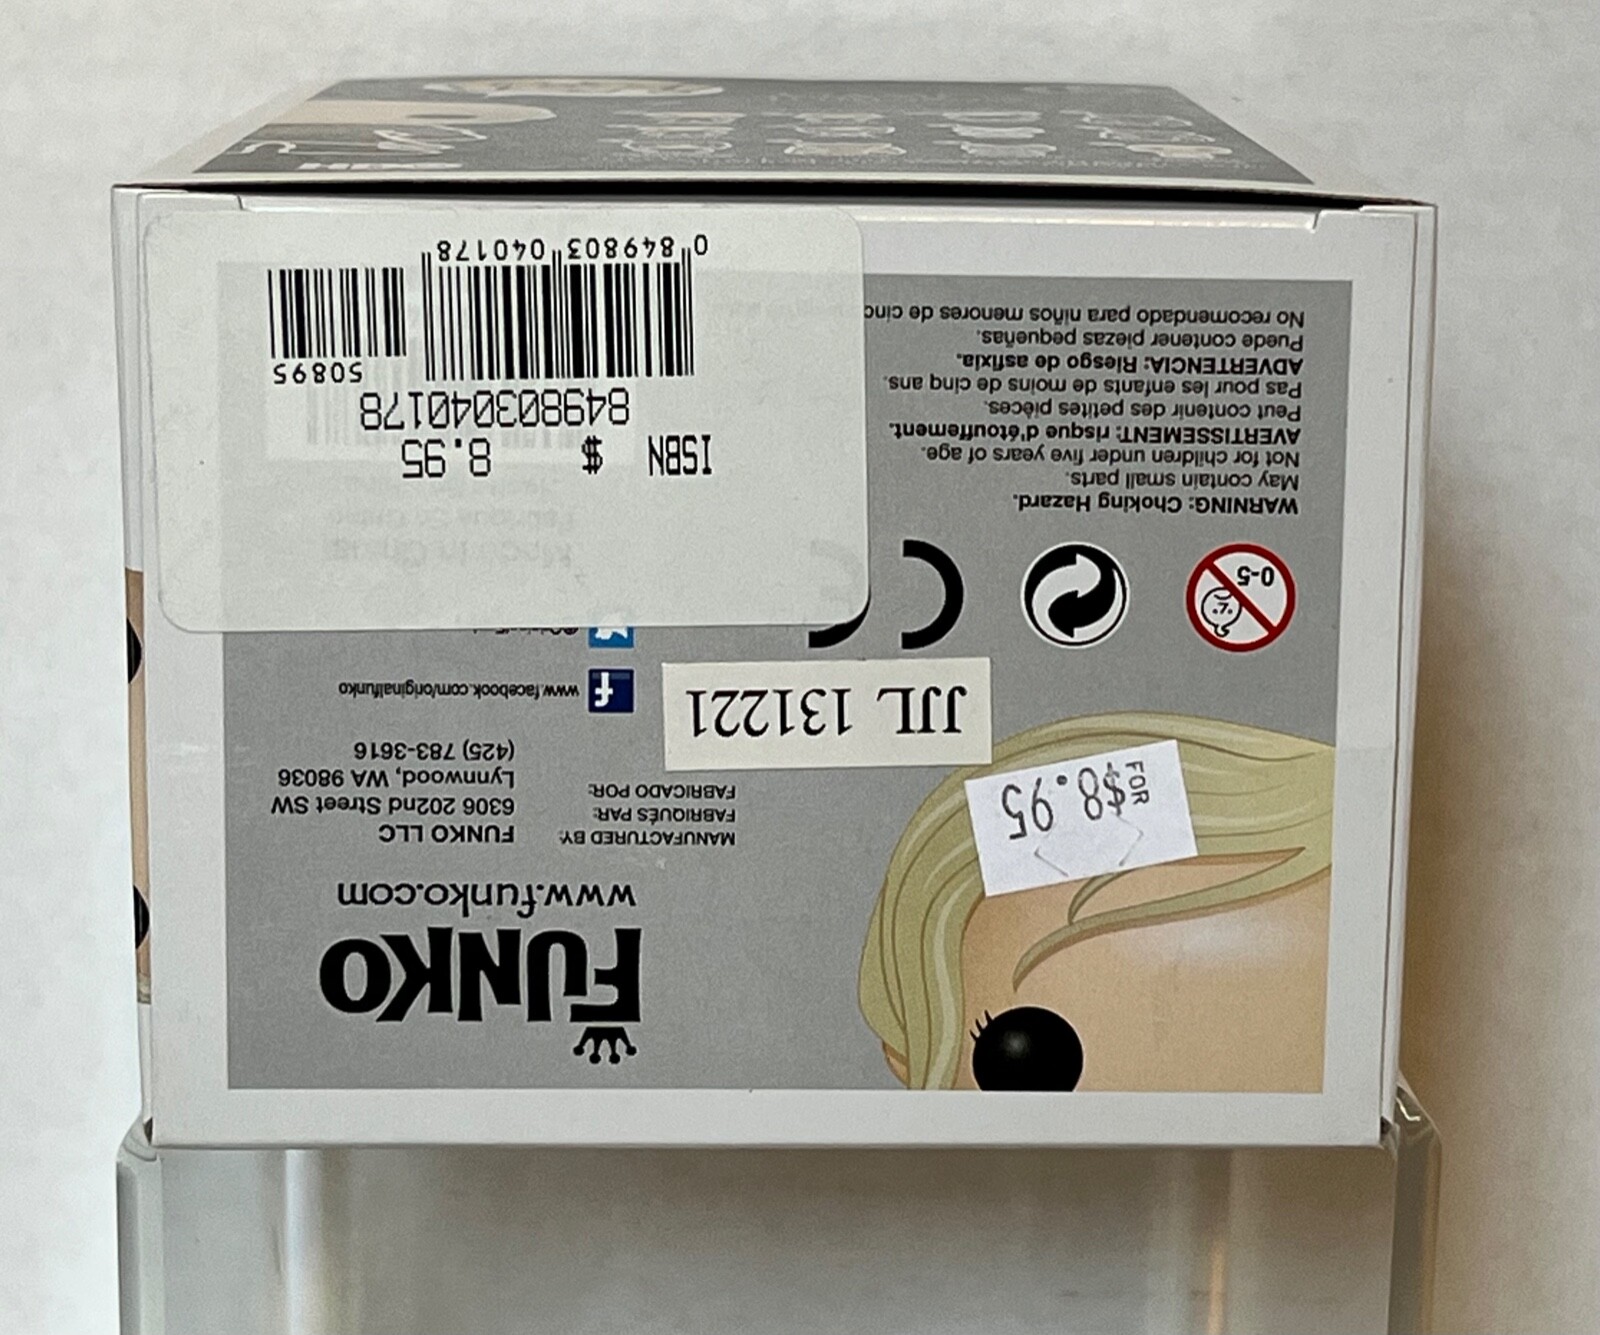 FUNKO
www.funko.com
MANUFACTURED BY:
FABRIQUÉS PAR:
FABRICADO POR:
FUNKO LLC
6306 202nd Street SW
Lynnwood, WA 98036
(425) 783-3616
www.facebook.com/originalfunko
FOR
$8.95
JJL 131221
0-5
CE
WARNING: Choking Hazard.
May contain small parts.
Not for children under five years of age.
AVERTISSEMENT: risque d'étouffement.
Peut contenir des petites pièces.
Pas pour les enfants de moins de cinq ans.
ADVERTENCIA: Riesgo de asfixia.
Puede contener piezas pequeñas.
No recomendado para niños menores de
ISBN $ 8.95
849803040178
50895
0 849803 040178